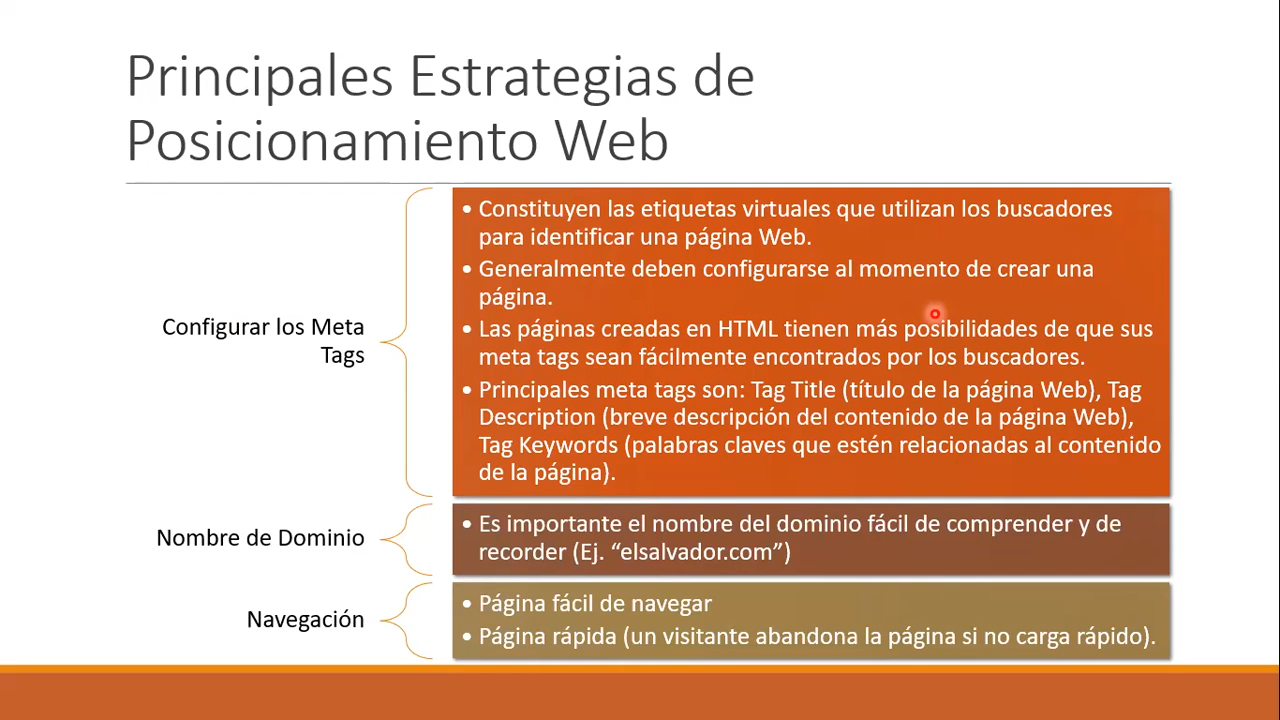 Principales Estrategias de
Posicionamiento Web
Configurar los Meta
Tags
• Constituyen las etiquetas virtuales que utilizan los buscadores
para identificar una página Web.
• Generalmente deben configurarse al momento de crear una
página.
• Las páginas creadas en HTML tienen más posibilidades de que sus
meta tags sean fácilmente encontrados por los buscadores.
• Principales meta tags son: Tag Title (título de la página Web), Tag
Description (breve descripción del contenido de la página Web),
Tag Keywords (palabras claves que estén relacionadas al contenido
de la página).
Nombre de Dominio
• Es importante el nombre del dominio fácil de comprender y de
recorder (Ej. “elsalvador.com”)
Navegación
• Página fácil de navegar
• Página rápida (un visitante abandona la página si no carga rápido).